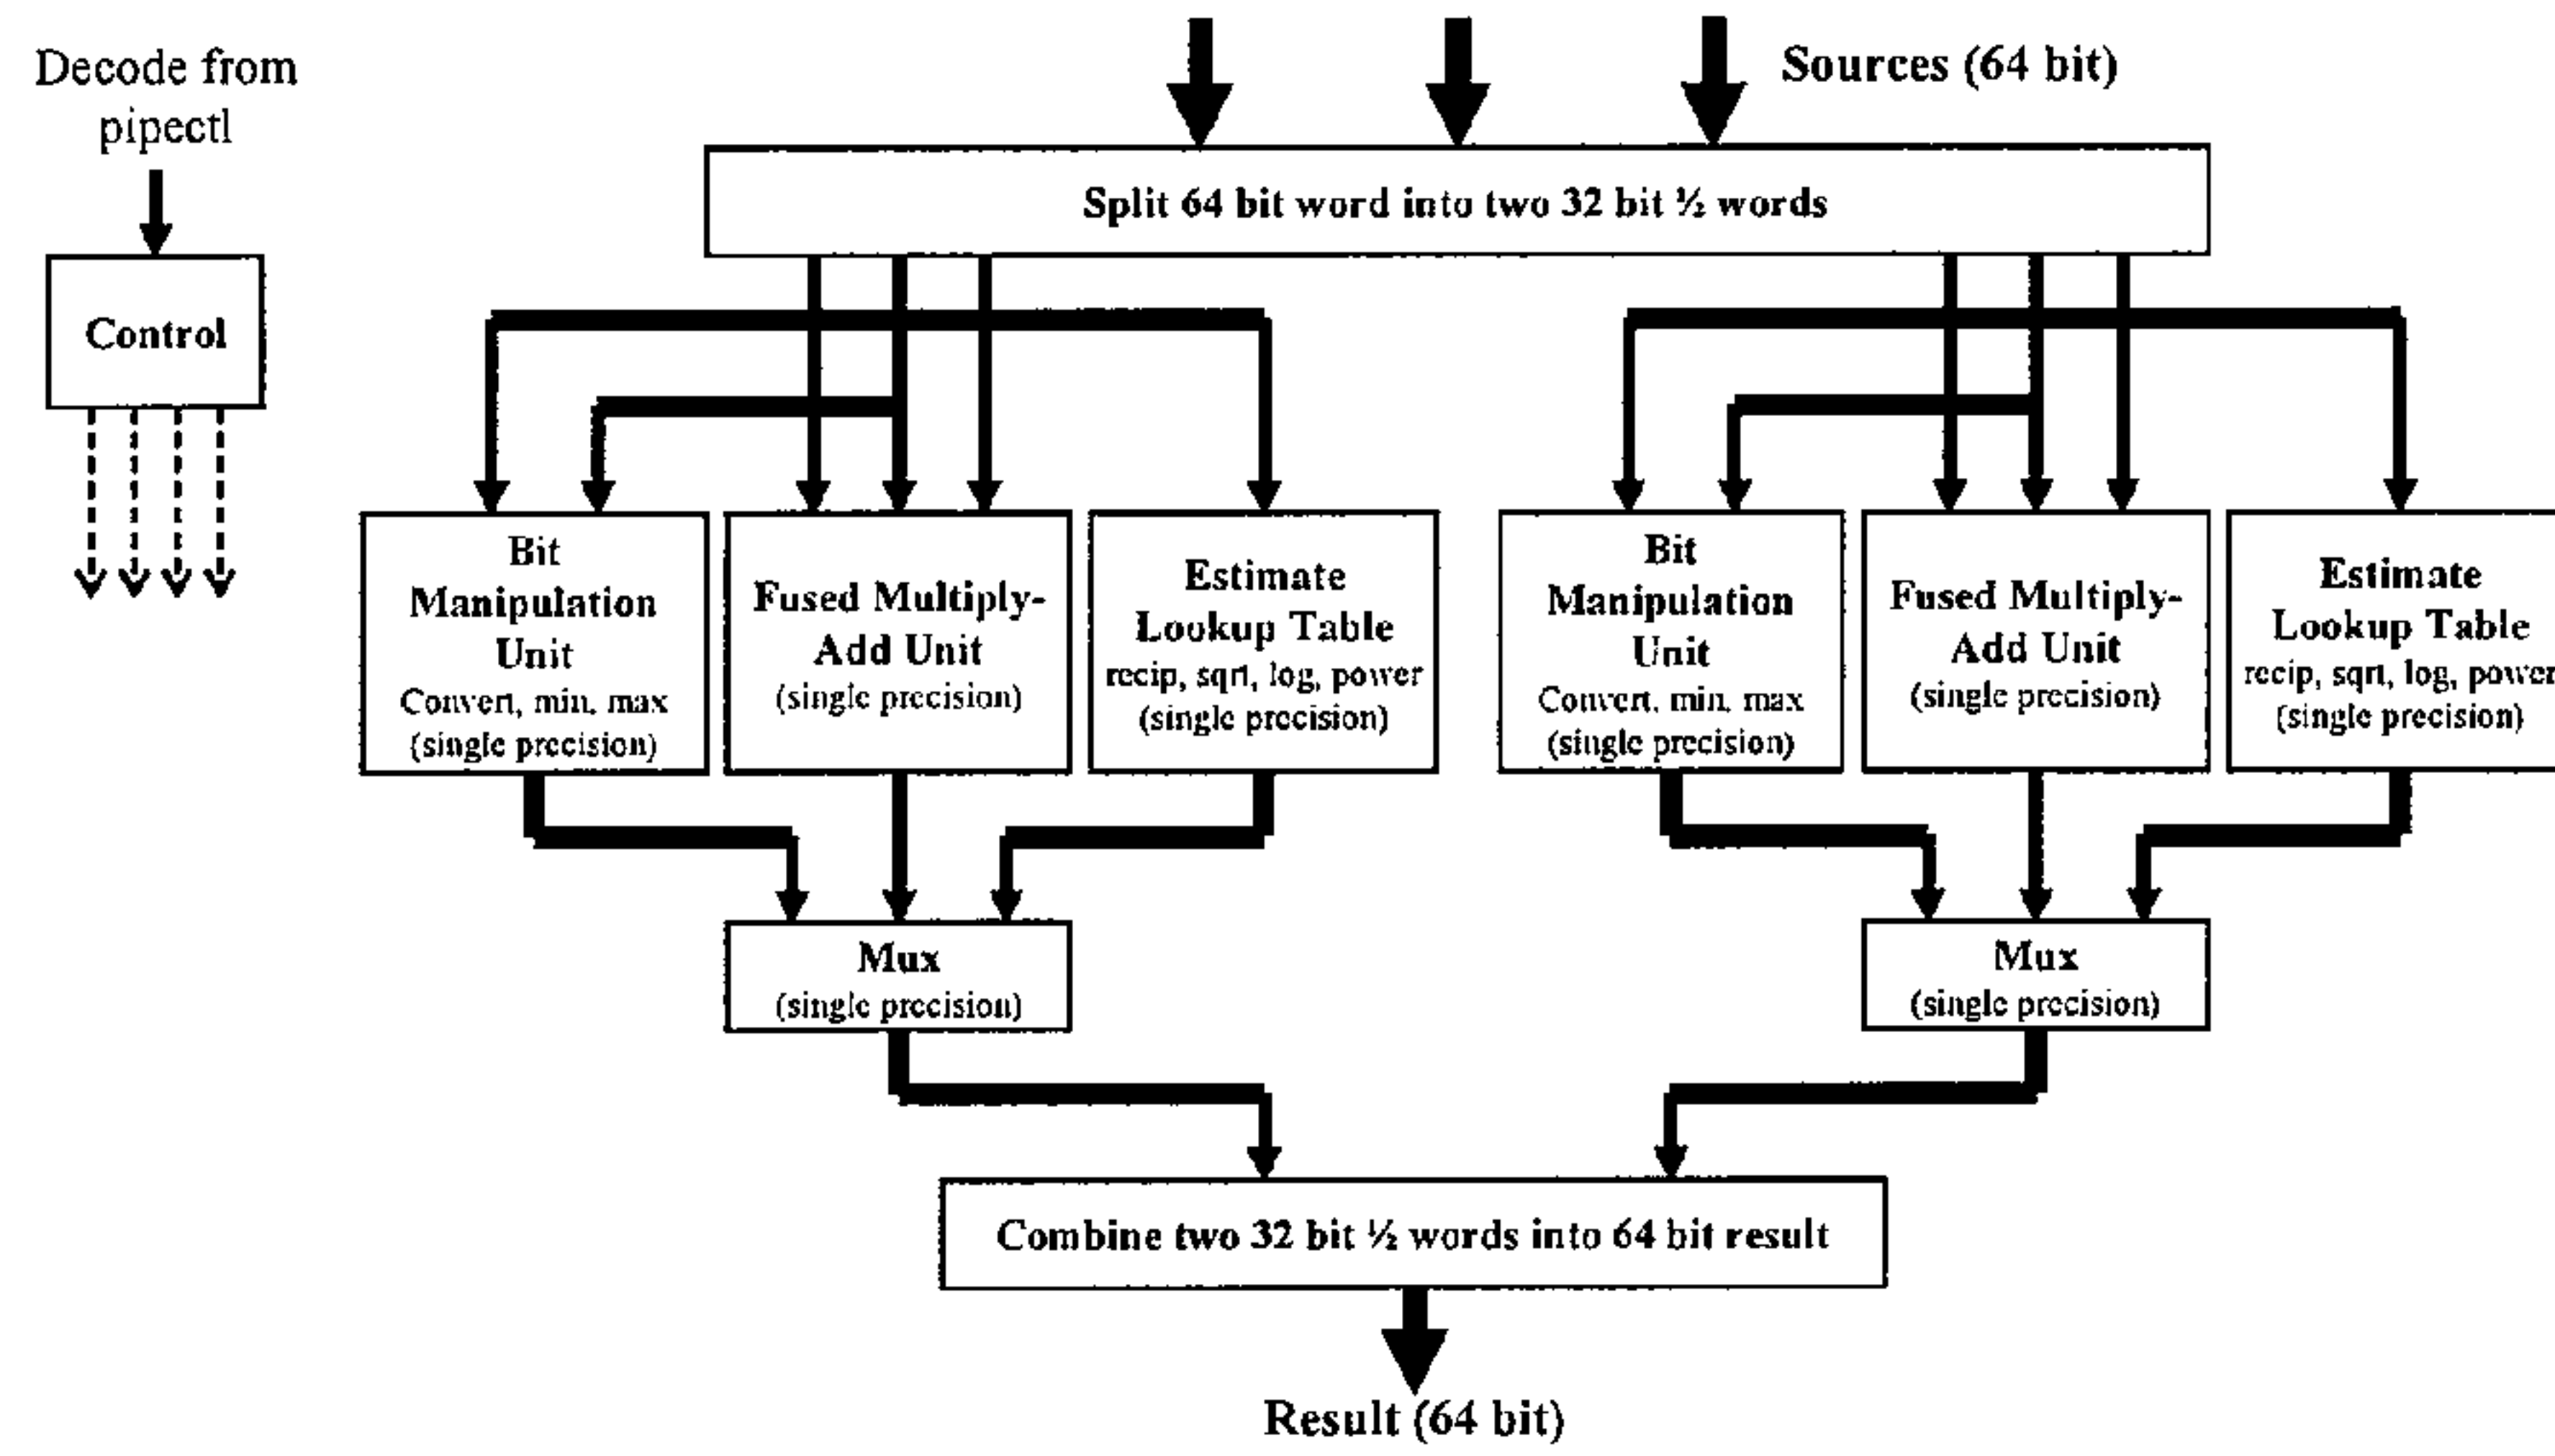 Decode from
pipectl
Sources (64 bit)
Split 64 bit word into two 32 bit ½ words
Control
Bit
Manipulation
Unit
Convert, min, max
(single precision)
Fused Multiply-
Add Unit
(single precision)
Estimate
Lookup Table
recip, sqrt, log, power
(single precision)
Bit
Manipulation
Unit
Convert, min, max
(single precision)
Fused Multiply-
Add Unit
(single precision)
Estimate
Lookup Table
recip, sqrt, log, power
(single precision)
Mux
(single precision)
Mux
(single precision)
Combine two 32 bit ½ words into 64 bit result
Result (64 bit)